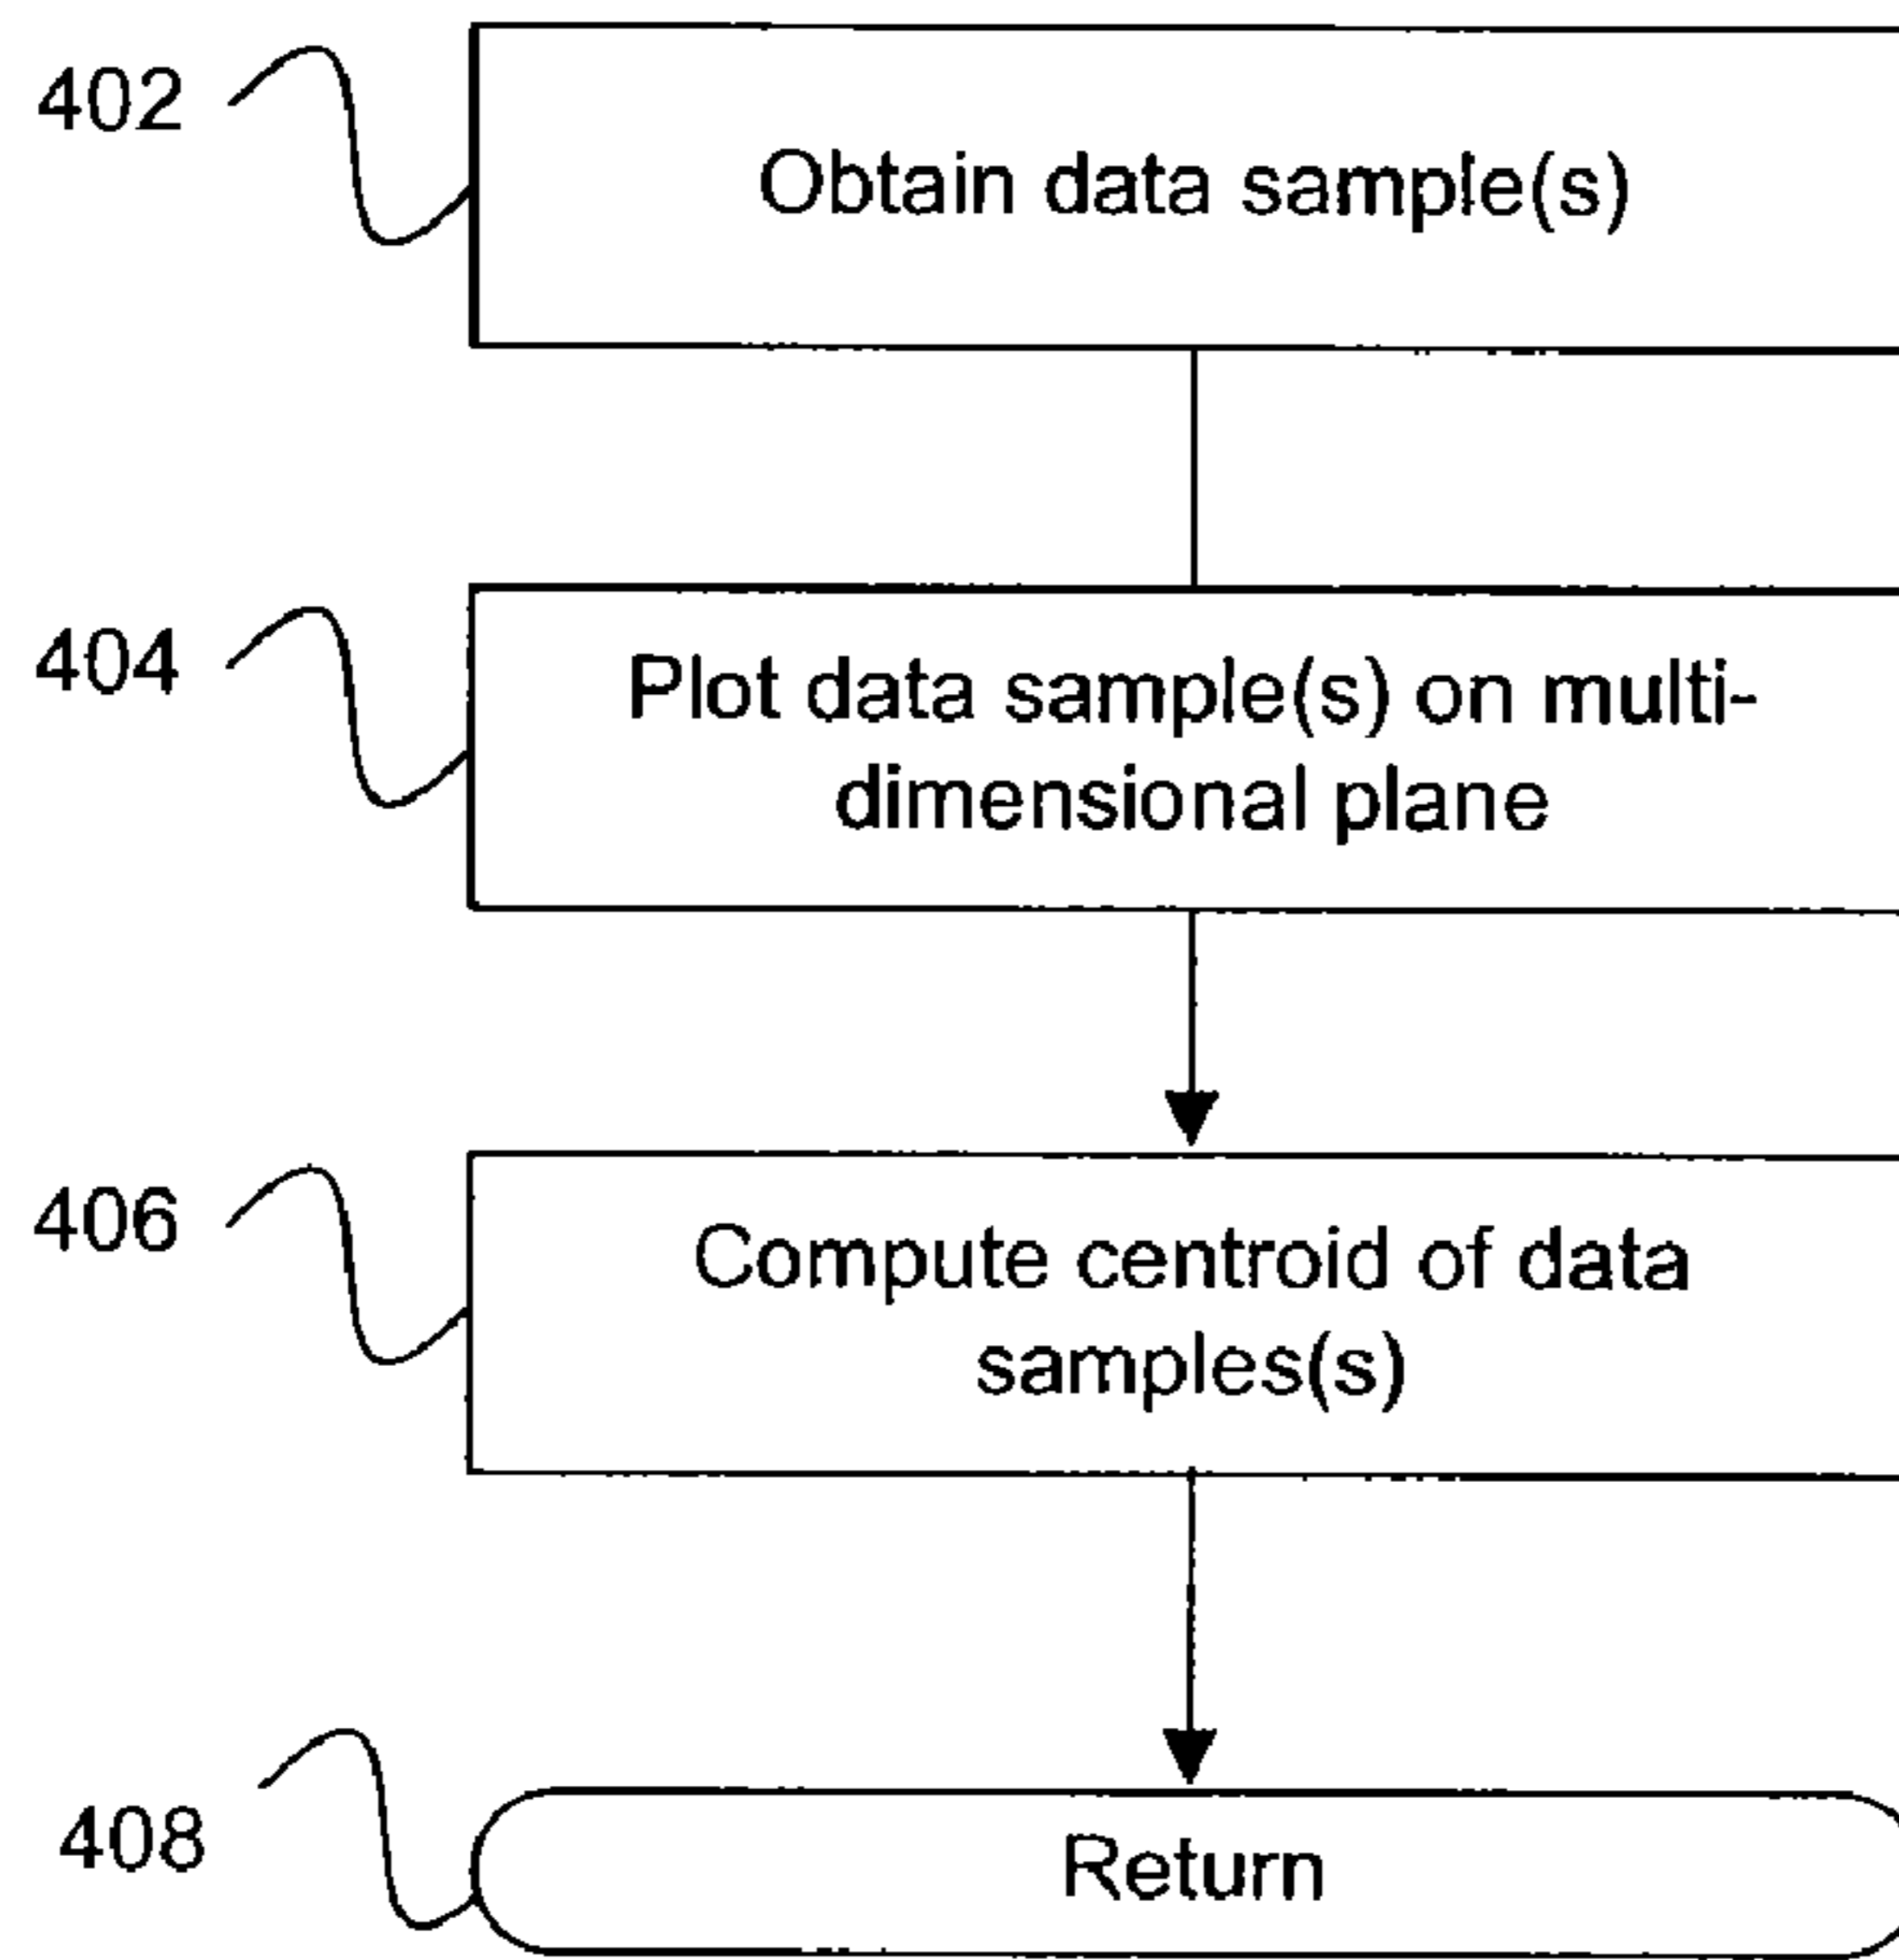 402
Obtain data sample(s)
404
Plot data sample(s) on multi-
dimensional plane
406
Compute centroid of data
samples(s)
408
Return